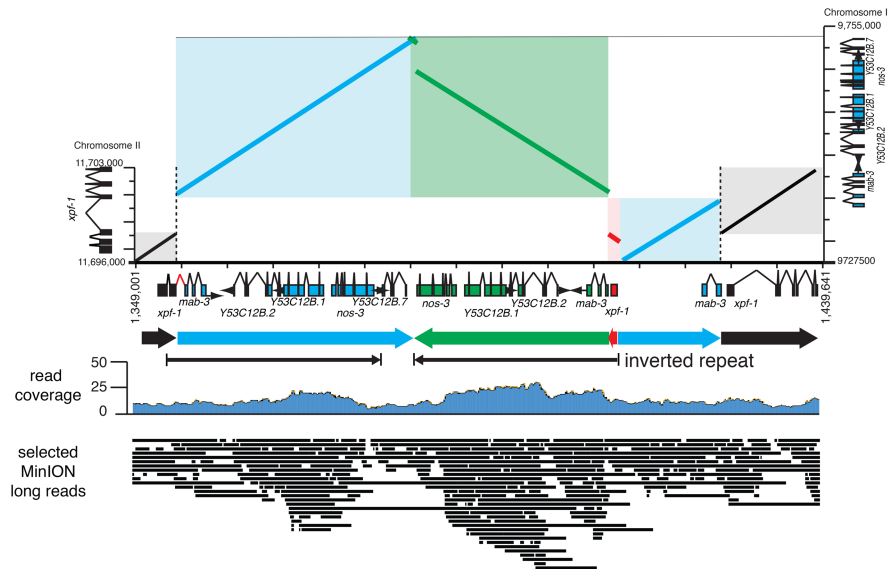 Chromosome I
9,755,000
Y53C12B.7
nos-3
Y53C12B.1
Y53C12B.2
mab-3
9727500
Chromosome II
11,703,000
xpf-1
11,696,000
1,349,001
xpf-1
mab-3
Y53C12B.2
Y53C12B.1
nos-3
Y53C12B.7
nos-3
Y53C12B.1
Y53C12B.2
mab-3
xpf-1
mab-3
xpf-1
1,439,641
inverted repeat
read
coverage
50
25
0
selected
MinION
long reads